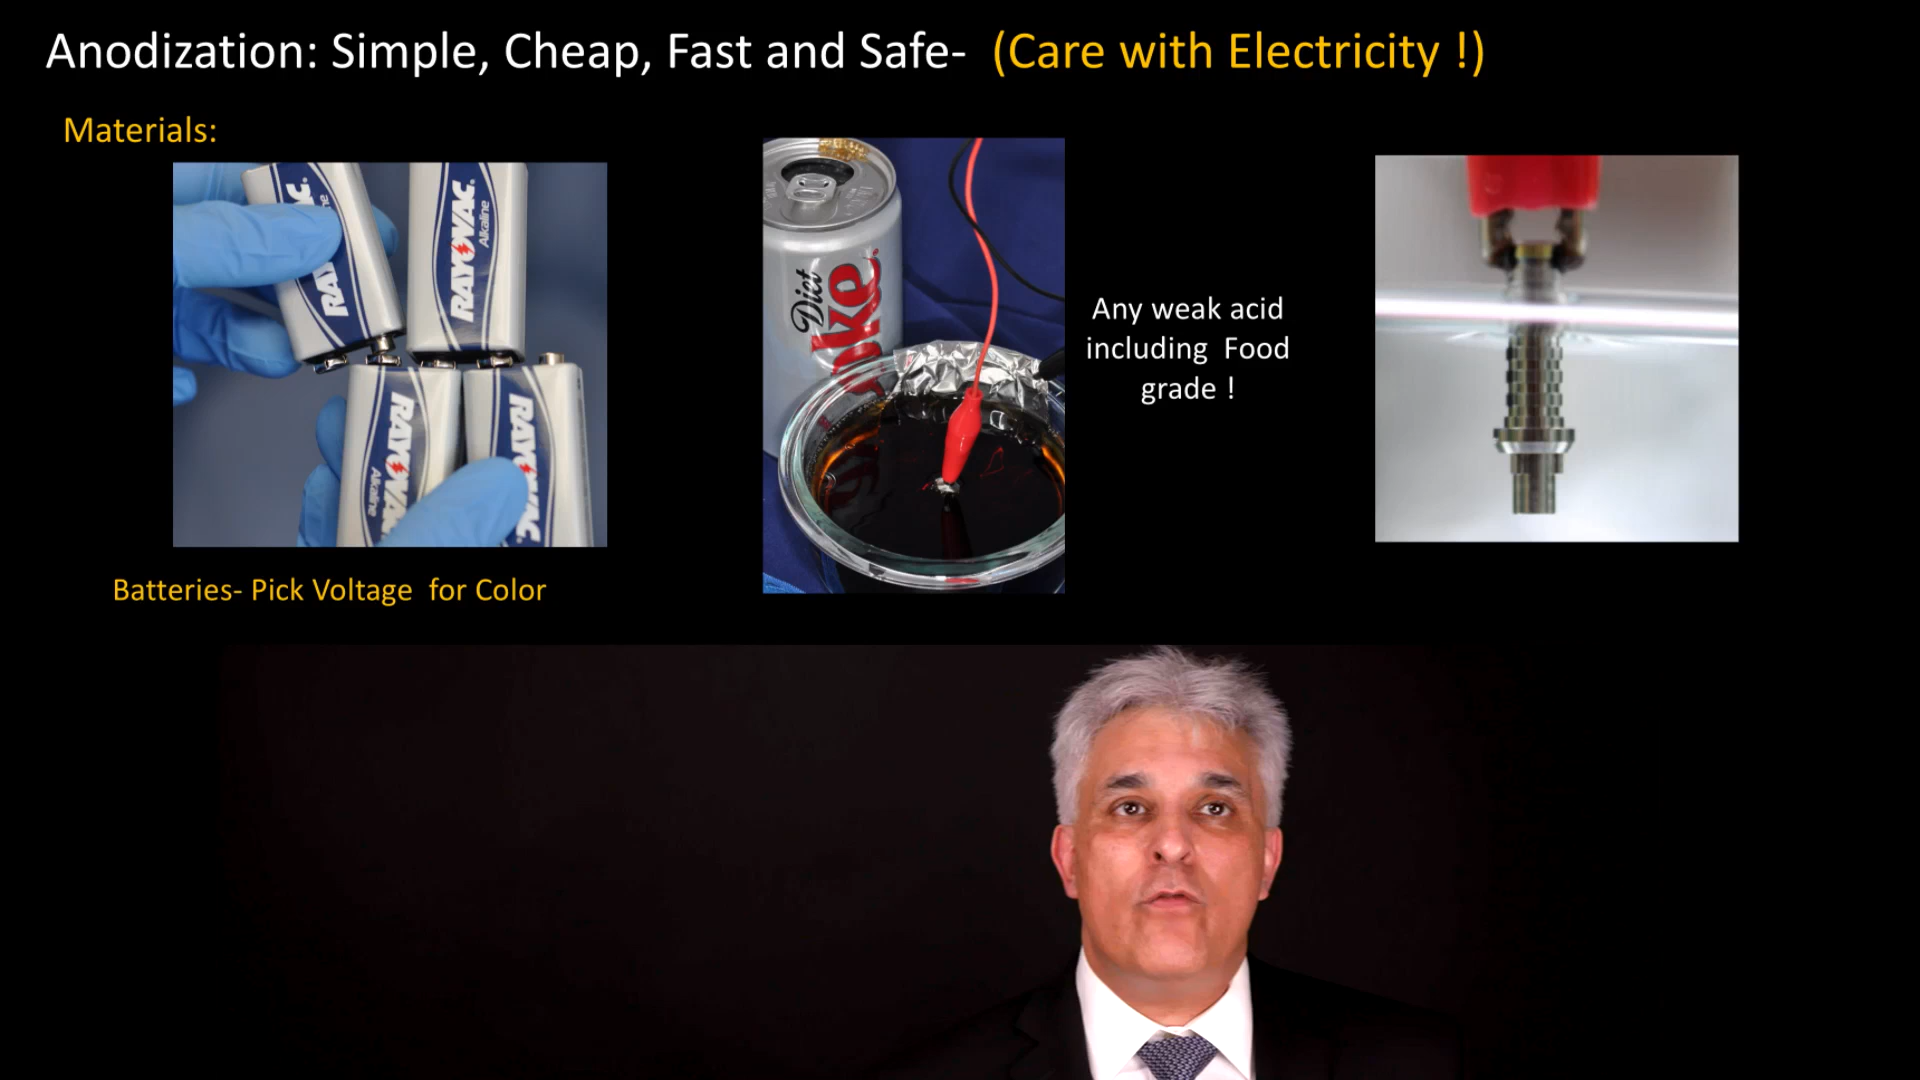 Anodization: Simple, Cheap, Fast and Safe- (Care with Electricity !)
Materials:
RAYOVAC
Alkaline
RAYOVAC
Alkaline
RAYOVAC
Diet
Coke
Any weak acid
including Food
grade !
Batteries- Pick Voltage for Color